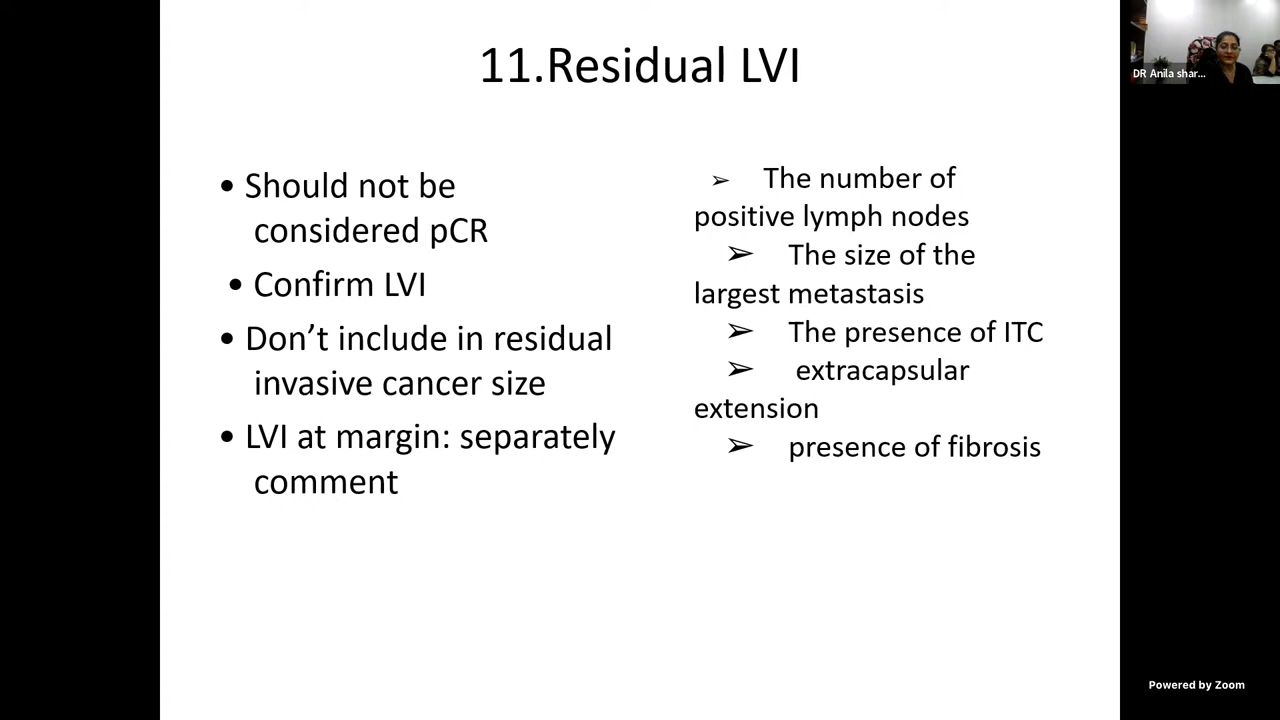 11.Residual LVI
• Should not be
considered pCR
• Confirm LVI
• Don’t include in residual
invasive cancer size
• LVI at margin: separately
comment
➢ The number of
positive lymph nodes
➢ The size of the
largest metastasis
➢ The presence of ITC
➢ extracapsular
extension
➢ presence of fibrosis
DR Anila shar...
Powered by Zoom